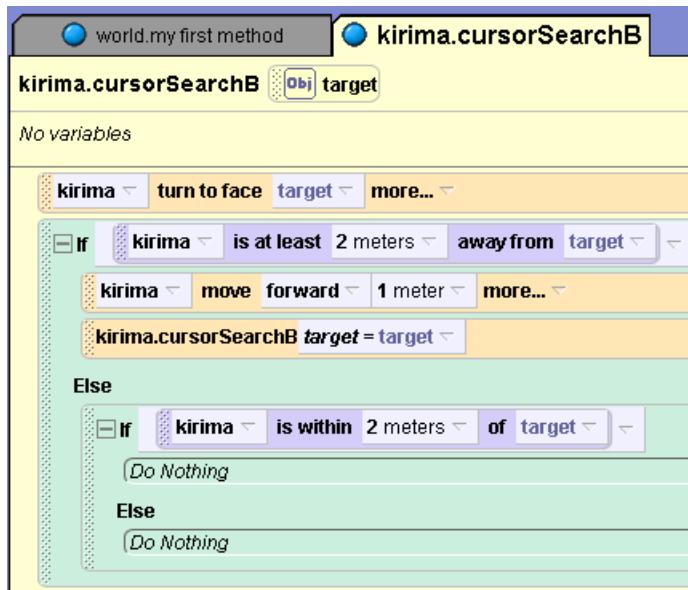 world.my first method kirima.cursorSearchB
kirima.cursorSearchB Obj target
No variables
kirima turn to face target more...
If kirima is at least 2 meters away from target
kirima move forward 1 meter more...
kirima.cursorSearchB target = target
Else
If kirima is within 2 meters of target
(Do Nothing
Else
(Do Nothing